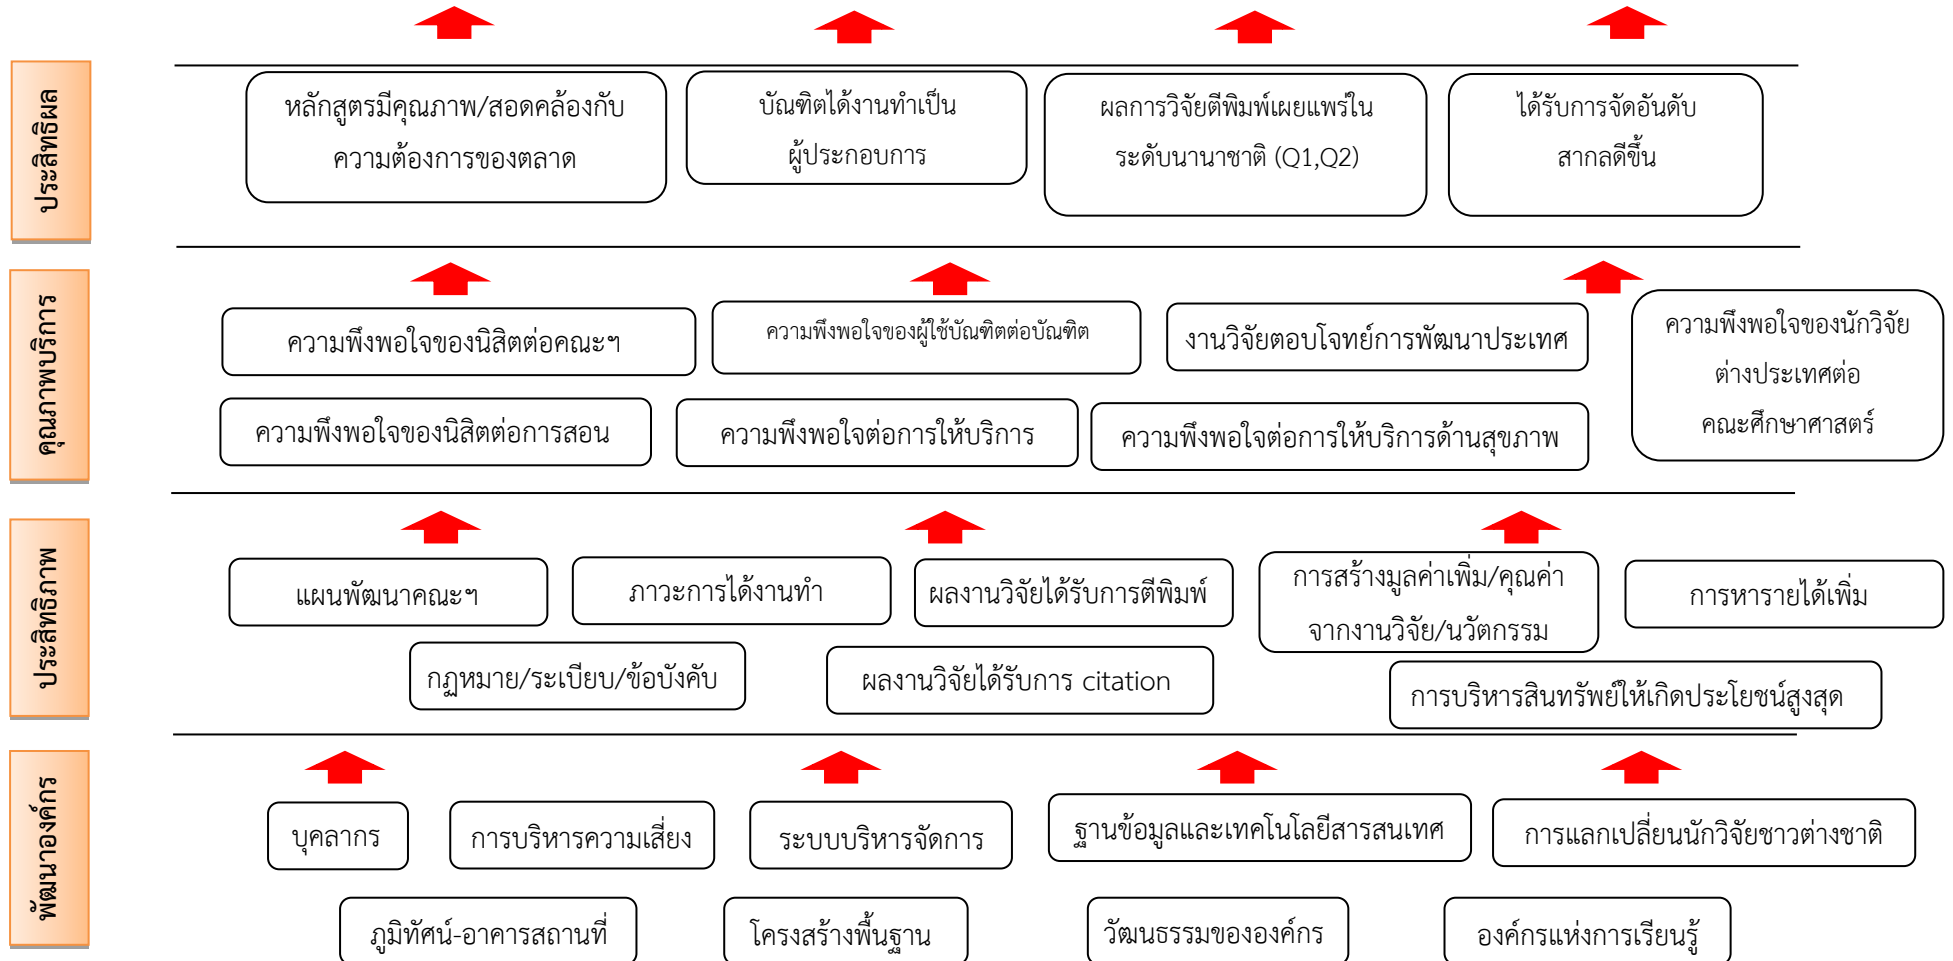 ประสิทธิผล
หลักสูตรมีคุณภาพ/สอดคล้องกับ
ความต้องการของตลาด
บัณฑิตได้งานทำเป็น
ผู้ประกอบการ
ผลการวิจัยตีพิมพ์เผยแพร่ใน
ระดับนานาชาติ (Q1,Q2)
ได้รับการจัดอันดับ
สากลดีขึ้น
คุณภาพบริการ
ความพึงพอใจของนิสิตต่อคณะฯ
ความพึงพอใจของผู้ใช้บัณฑิตต่อบัณฑิต
งานวิจัยตอบโจทย์การพัฒนาประเทศ
ความพึงพอใจของนักวิจัย
ต่างประเทศต่อ
คณะศึกษาศาสตร์
ความพึงพอใจของนิสิตต่อการสอน
ความพึงพอใจต่อการให้บริการ
ความพึงพอใจต่อการให้บริการด้านสุขภาพ
ประสิทธิภาพ
แผนพัฒนาคณะฯ
ภาวะการได้งานทำ
ผลงานวิจัยได้รับการตีพิมพ์
การสร้างมูลค่าเพิ่ม/คุณค่า
จากงานวิจัย/นวัตกรรม
การหารายได้เพิ่ม
กฏหมาย/ระเบียบ/ข้อบังคับ
ผลงานวิจัยได้รับการ citation
การบริหารสินทรัพย์ให้เกิดประโยชน์สูงสุด
พัฒนาองค์กร
บุคลากร
การบริหารความเสี่ยง
ระบบบริหารจัดการ
ฐานข้อมูลและเทคโนโลยีสารสนเทศ
การแลกเปลี่ยนนักวิจัยชาวต่างชาติ
ภูมิทัศน์-อาคารสถานที่
โครงสร้างพื้นฐาน
วัฒนธรรมขององค์กร
องค์กรแห่งการเรียนรู้